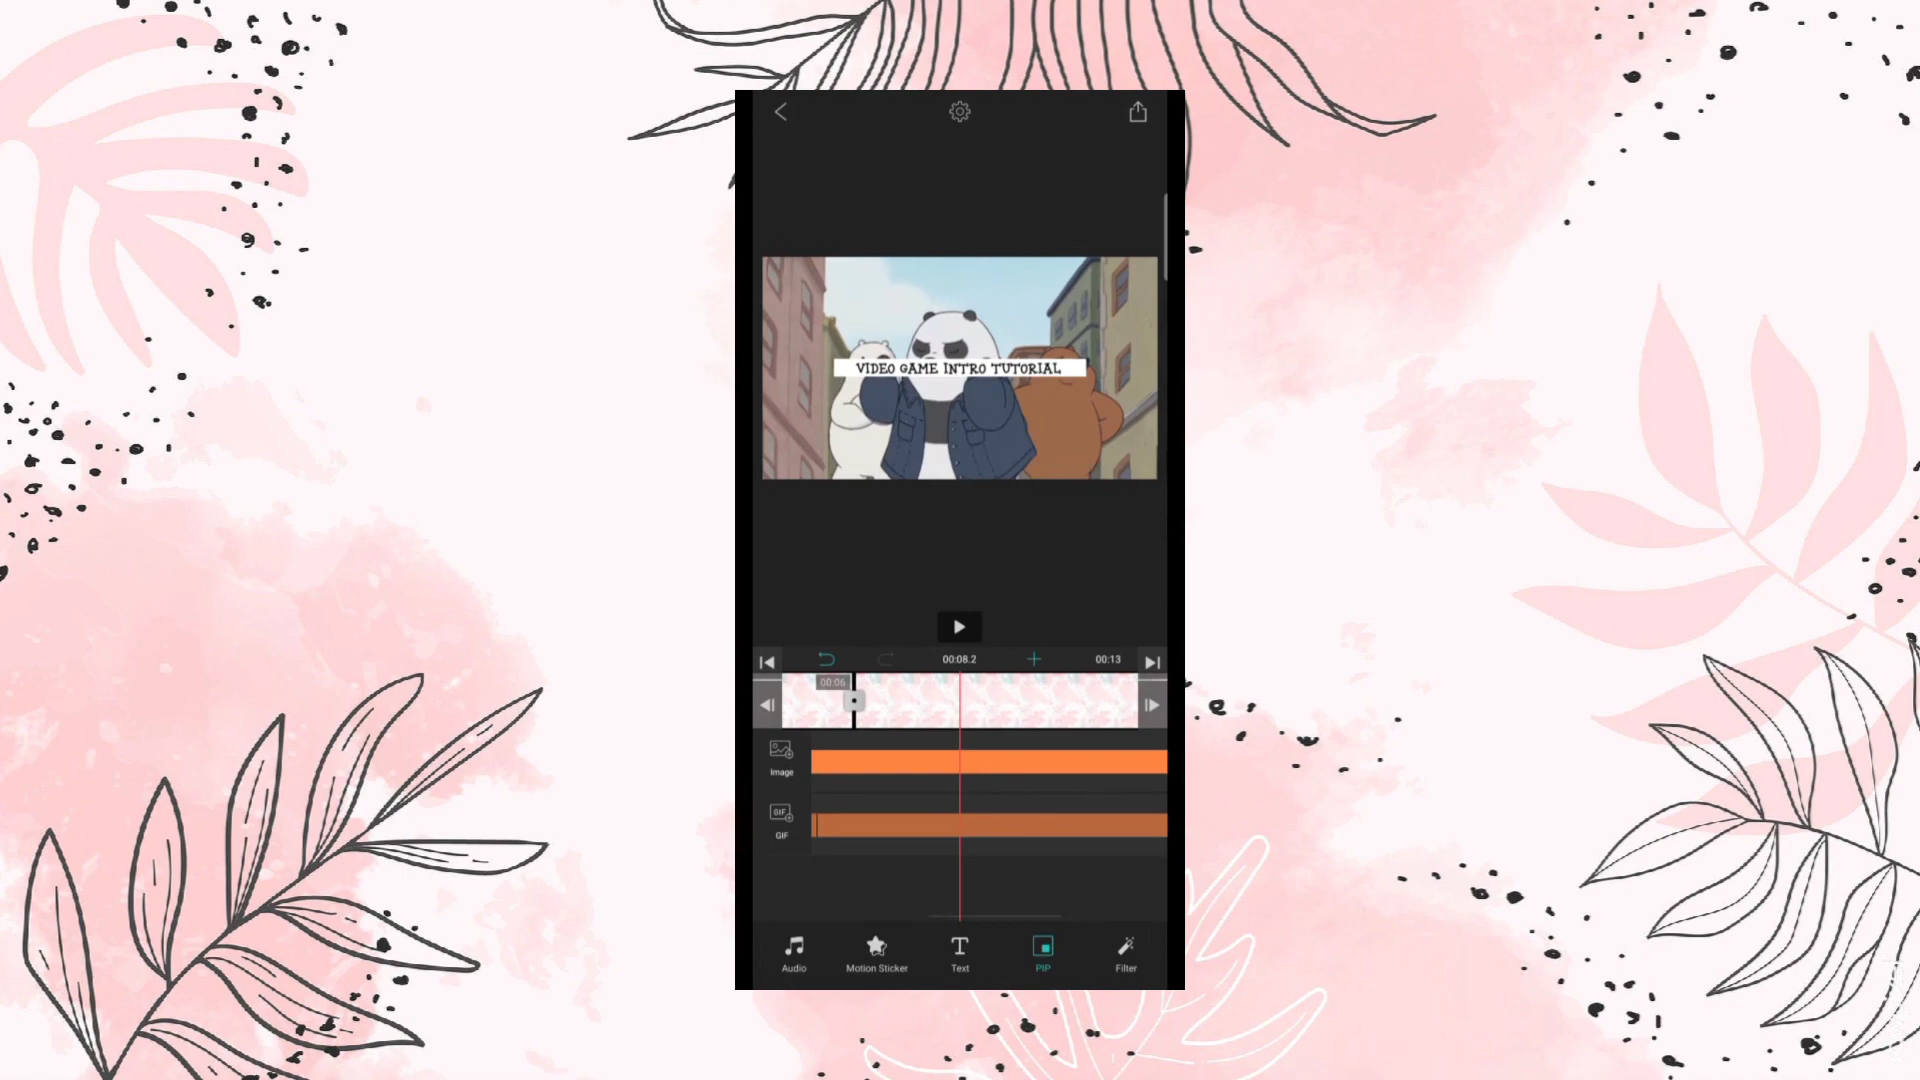 VIDEO GAME INTRO TUTORIAL
00:08.2
00:13
00:06
Image
GIF
GIF
Audio
Motion Sticker
Text
PIP
Filter